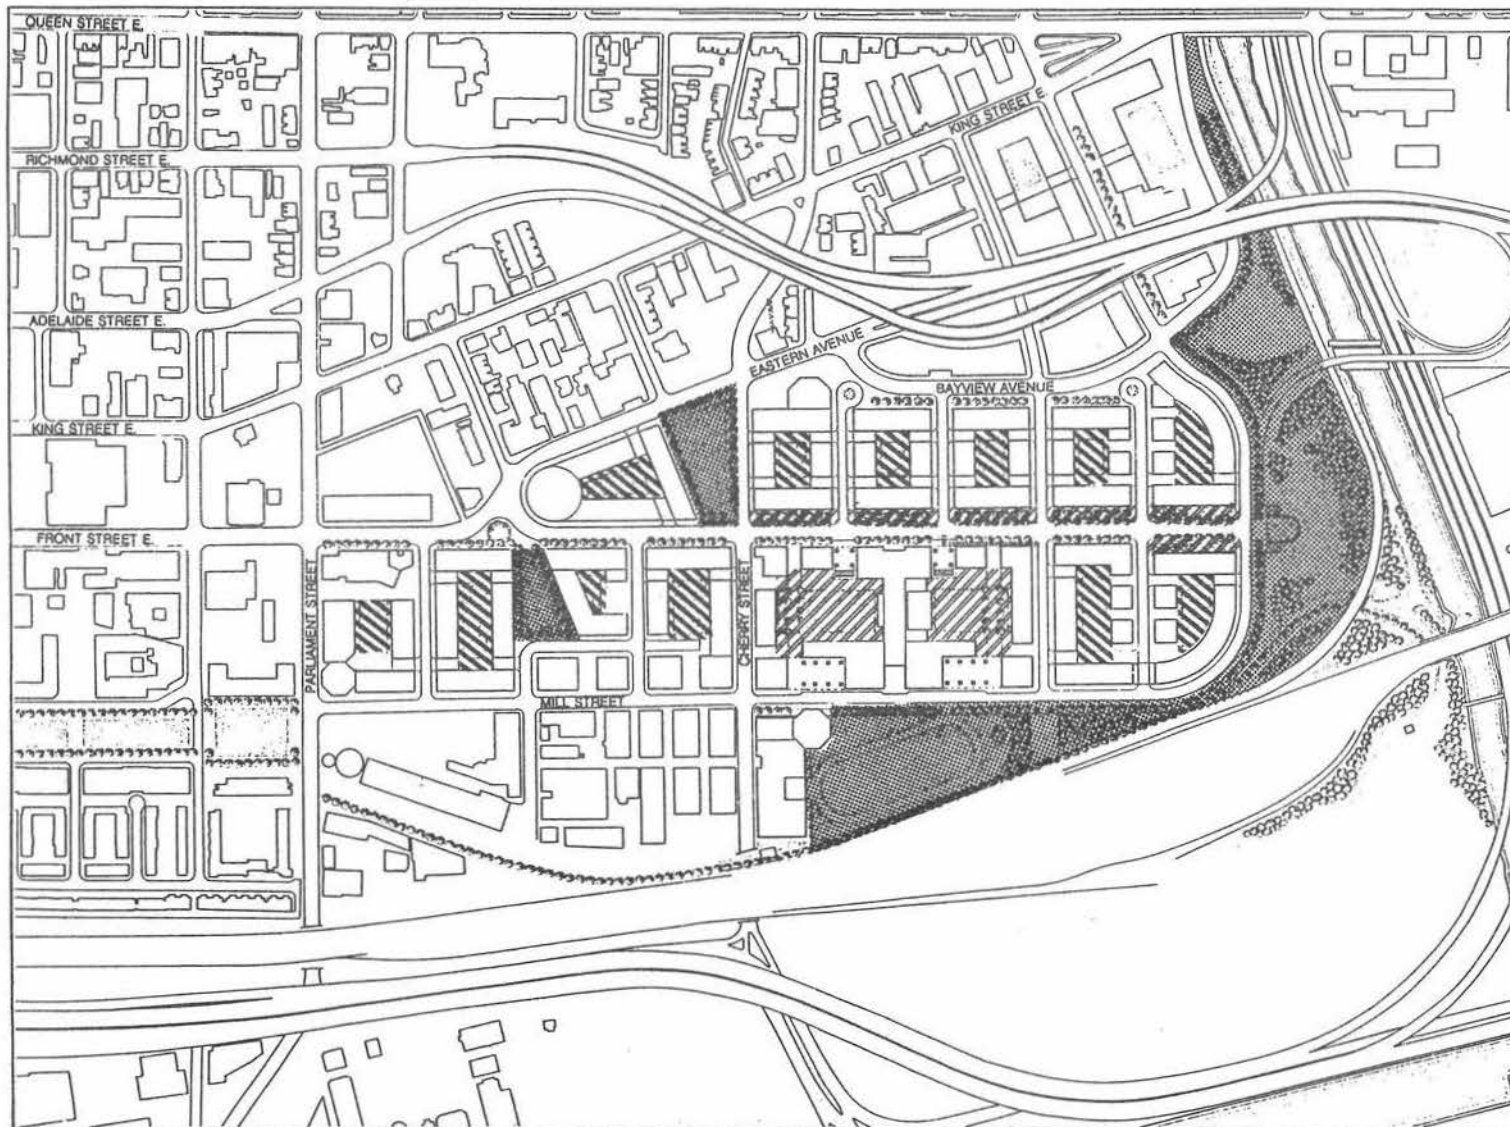 QUEEN STREET E.
KING STREET E.
RICHMOND STREET E.
ADELAIDE STREET E.
EASTERN AVENUE
BAYVIEW AVENUE
KING STREET E.
FRONT STREET E.
PARLIAMENT STREET
CHERRY STREET
MILL STREET